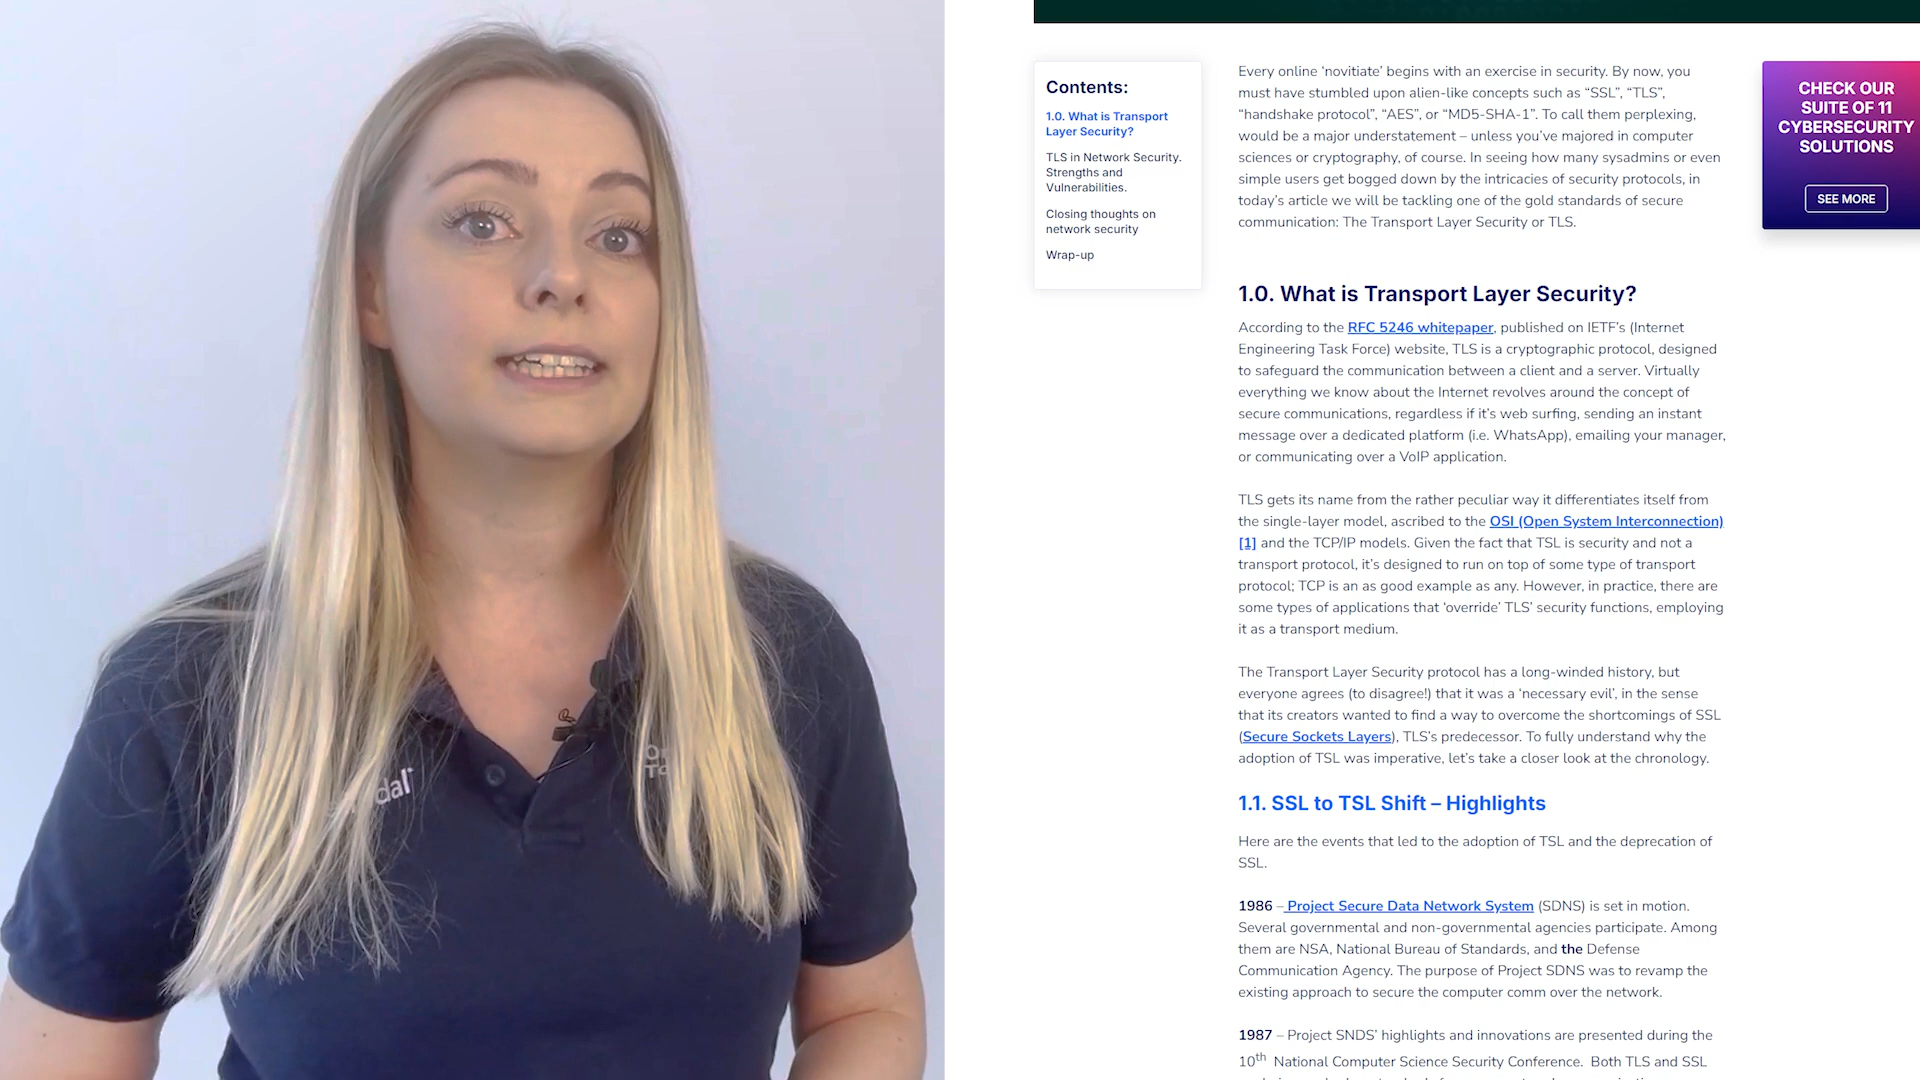 dal
Contents:
1.0. What is Transport
Layer Security?
TLS in Network Security.
Strengths and
Vulnerabilities.
Closing thoughts on
network security
Wrap-up
Every online ‘novitiate’ begins with an exercise in security. By now, you
must have stumbled upon alien-like concepts such as “SSL”, “TLS”,
“handshake protocol”, “AES”, or “MD5-SHA-1”. To call them perplexing,
would be a major understatement – unless you’ve majored in computer
sciences or cryptography, of course. In seeing how many sysadmins or even
simple users get bogged down by the intricacies of security protocols, in
today’s article we will be tackling one of the gold standards of secure
communication: The Transport Layer Security or TLS.
1.0. What is Transport Layer Security?
According to the RFC 5246 whitepaper, published on IETF’s (Internet
Engineering Task Force) website, TLS is a cryptographic protocol, designed
to safeguard the communication between a client and a server. Virtually
everything we know about the Internet revolves around the concept of
secure communications, regardless if it’s web surfing, sending an instant
message over a dedicated platform (i.e. WhatsApp), emailing your manager,
or communicating over a VoIP application.
TLS gets its name from the rather peculiar way it differentiates itself from
the single-layer model, ascribed to the OSI (Open System Interconnection)
[1] and the TCP/IP models. Given the fact that TSL is security and not a
transport protocol, it’s designed to run on top of some type of transport
protocol; TCP is an as good example as any. However, in practice, there are
some types of applications that ‘override’ TLS’ security functions, employing
it as a transport medium.
The Transport Layer Security protocol has a long-winded history, but
everyone agrees (to disagree!) that it was a ‘necessary evil’, in the sense
that its creators wanted to find a way to overcome the shortcomings of SSL
(Secure Sockets Layers), TLS’s predecessor. To fully understand why the
adoption of TSL was imperative, let’s take a closer look at the chronology.
1.1. SSL to TSL Shift – Highlights
Here are the events that led to the adoption of TSL and the deprecation of
SSL.
1986 – Project Secure Data Network System (SDNS) is set in motion.
Several governmental and non-governmental agencies participate. Among
them are NSA, National Bureau of Standards, and the Defense
Communication Agency. The purpose of Project SDNS was to revamp the
existing approach to secure the computer comm over the network.
1987 – Project SNDS’ highlights and innovations are presented during the
10th National Computer Science Security Conference. Both TLS and SSL
CHECK OUR
SUITE OF 11
CYBERSECURITY
SOLUTIONS
SEE MORE